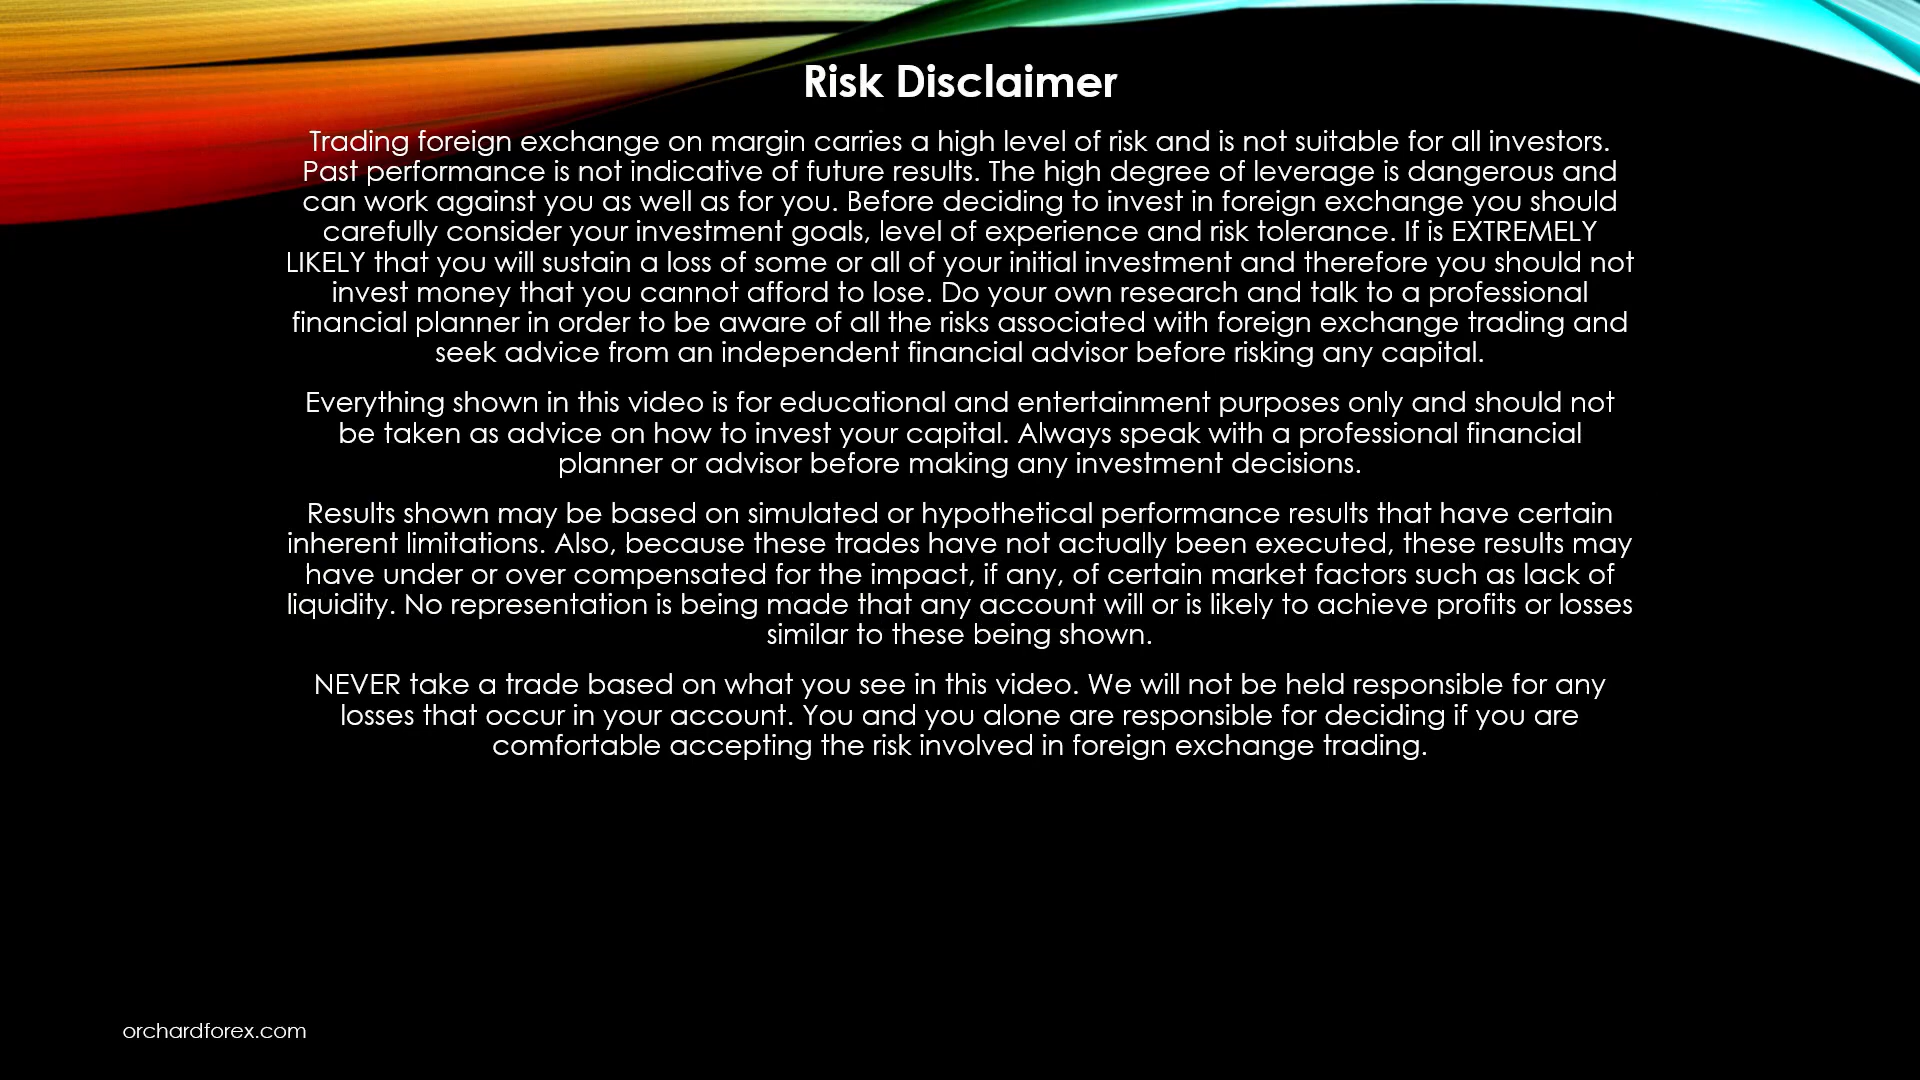 Risk Disclaimer
Trading foreign exchange on margin carries a high level of risk and is not suitable for all investors.
Past performance is not indicative of future results. The high degree of leverage is dangerous and
can work against you as well as for you. Before deciding to invest in foreign exchange you should
carefully consider your investment goals, level of experience and risk tolerance. If is EXTREMELY
LIKELY that you will sustain a loss of some or all of your initial investment and therefore you should not
invest money that you cannot afford to lose. Do your own research and talk to a professional
financial planner in order to be aware of all the risks associated with foreign exchange trading and
seek advice from an independent financial advisor before risking any capital.
Everything shown in this video is for educational and entertainment purposes only and should not
be taken as advice on how to invest your capital. Always speak with a professional financial
planner or advisor before making any investment decisions.
Results shown may be based on simulated or hypothetical performance results that have certain
inherent limitations. Also, because these trades have not actually been executed, these results may
have under or over compensated for the impact, if any, of certain market factors such as lack of
liquidity. No representation is being made that any account will or is likely to achieve profits or losses
similar to these being shown.
NEVER take a trade based on what you see in this video. We will not be held responsible for any
losses that occur in your account. You and you alone are responsible for deciding if you are
comfortable accepting the risk involved in foreign exchange trading.
orchardforex.com